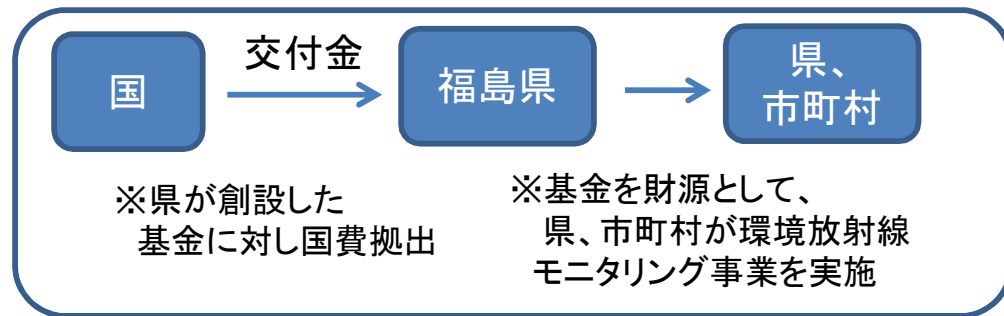 交付金
国
福島県
県、
市町村
※県が創設した
基金に対し国費拠出
※基金を財源として、
県、市町村が環境放射線
モニタリング事業を実施